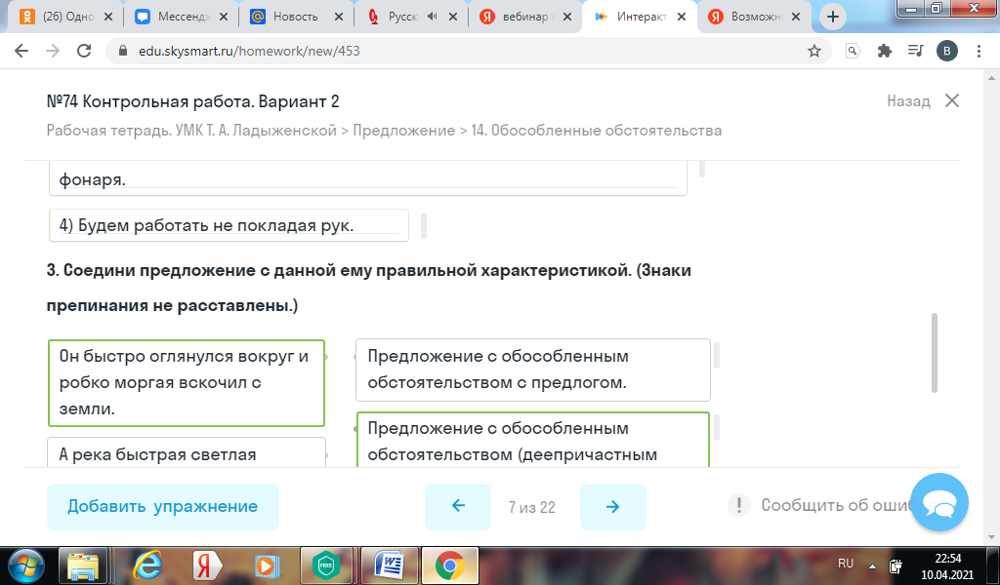 (26) Одно
Мессендж
Новость
Русск
вебинар
Интеракт
Возможн
edu.skysmart.ru/homework/new/453
B
№74 Контрольная работа. Вариант 2
Назад
Рабочая тетрадь. УМК Т. А. Ладыженской > Предложение > 14. Обособленные обстоятельства
фонаря.
4) Будем работать не покладая рук.
3. Соедини предложение с данной ему правильной характеристикой. (Знаки
препинания не расставлены.)
Он быстро оглянулся вокруг и
робко моргая вскочил с
земли.
Предложение с обособленным
обстоятельством с предлогом.
Предложение с обособленным
обстоятельством (деепричастным
А река быстрая светлая
Добавить упражнение
7 из 22
Сообщить об ошиб
FREE
RU
22:54
10.04.2021